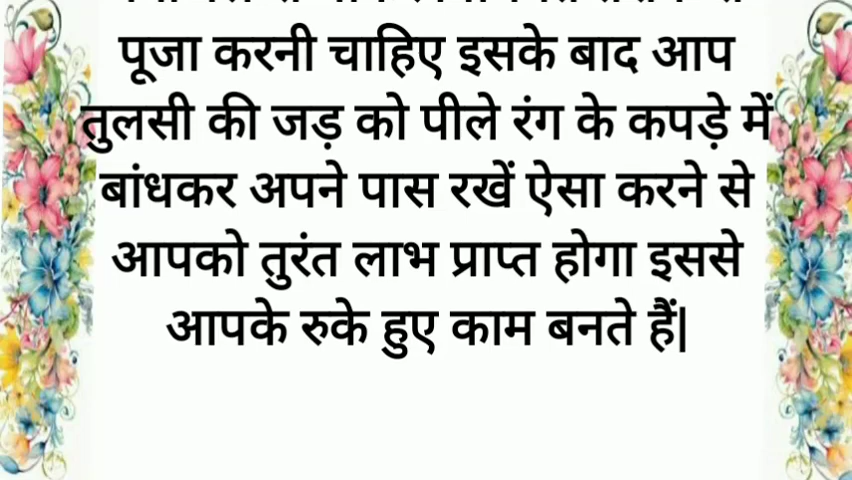 पूजा करनी चाहिए इसके बाद आप
तुलसी की जड़ को पीले रंग के कपड़े में
बांधकर अपने पास रखें ऐसा करने से
आपको तुरंत लाभ प्राप्त होगा इससे
आपके रुके हुए काम बनते हैं|